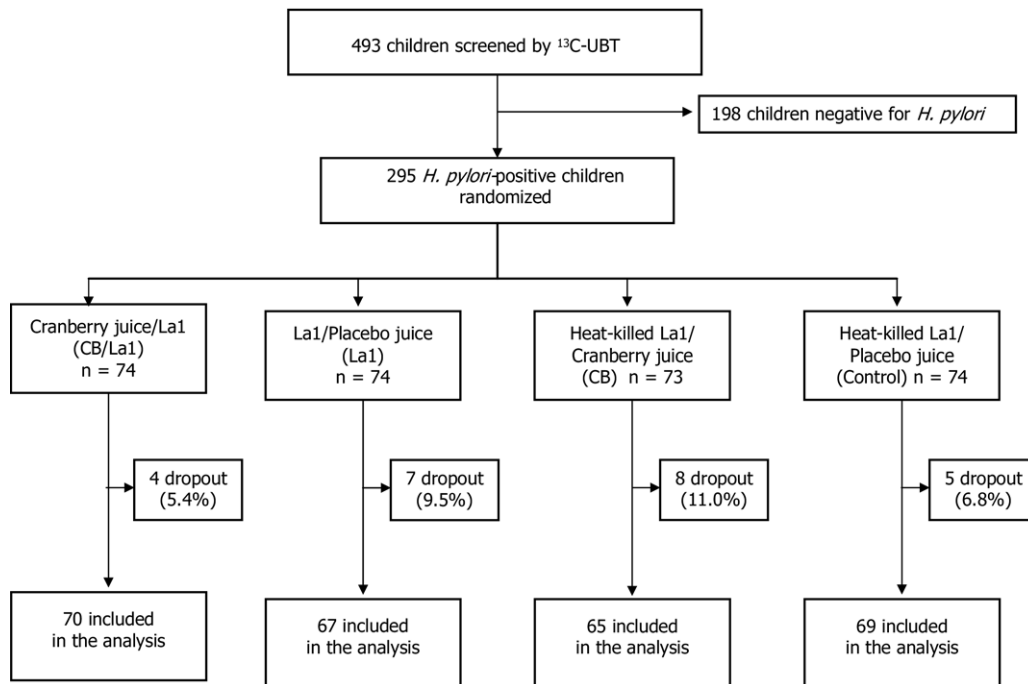 493 children screened by ¹³C-UBT
198 children negative for H. pylori
295 H. pylori-positive children
randomized
Cranberry juice/La1
(CB/La1)
n = 74
La1/Placebo juice
(La1)
n = 74
Heat-killed La1/
Cranberry juice
(CB) n = 73
Heat-killed La1/
Placebo juice
(Control) n = 74
4 dropout
(5.4%)
7 dropout
(9.5%)
8 dropout
(11.0%)
5 dropout
(6.8%)
70 included
in the analysis
67 included
in the analysis
65 included
in the analysis
69 included
in the analysis